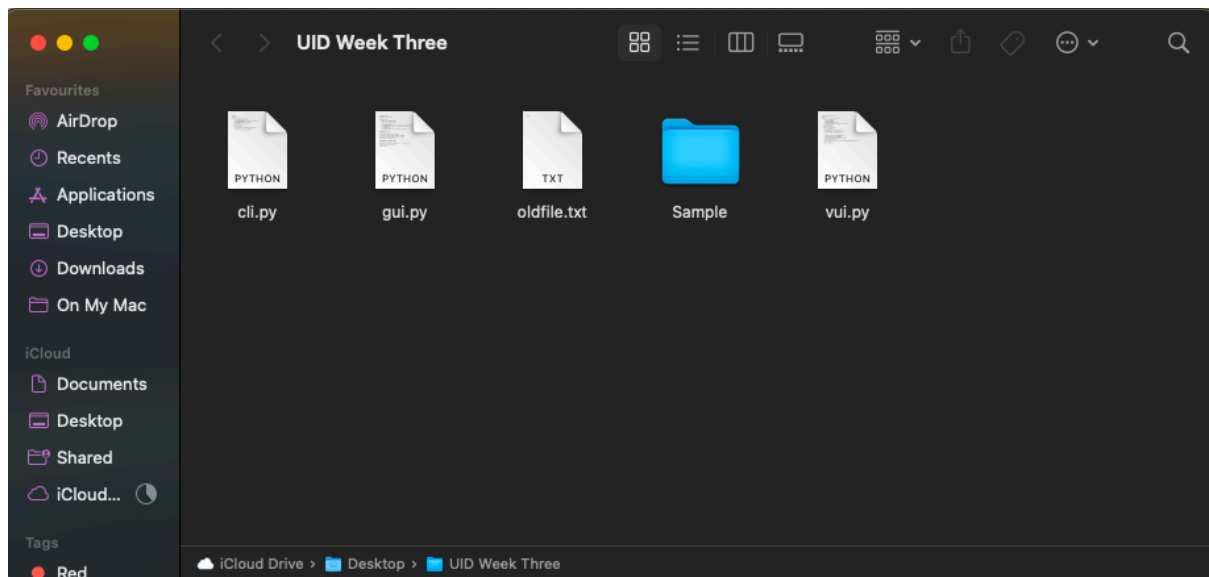 UID Week Three
Favourites
AirDrop
Recents
Applications
Desktop
Downloads
On My Mac
iCloud
Documents
Desktop
Shared
iCloud...
Tags
Red
PYTHON PYTHON TXT PYTHON
cli.py gui.py oldfile.txt Sample vui.py
iCloud Drive › Desktop › UID Week Three